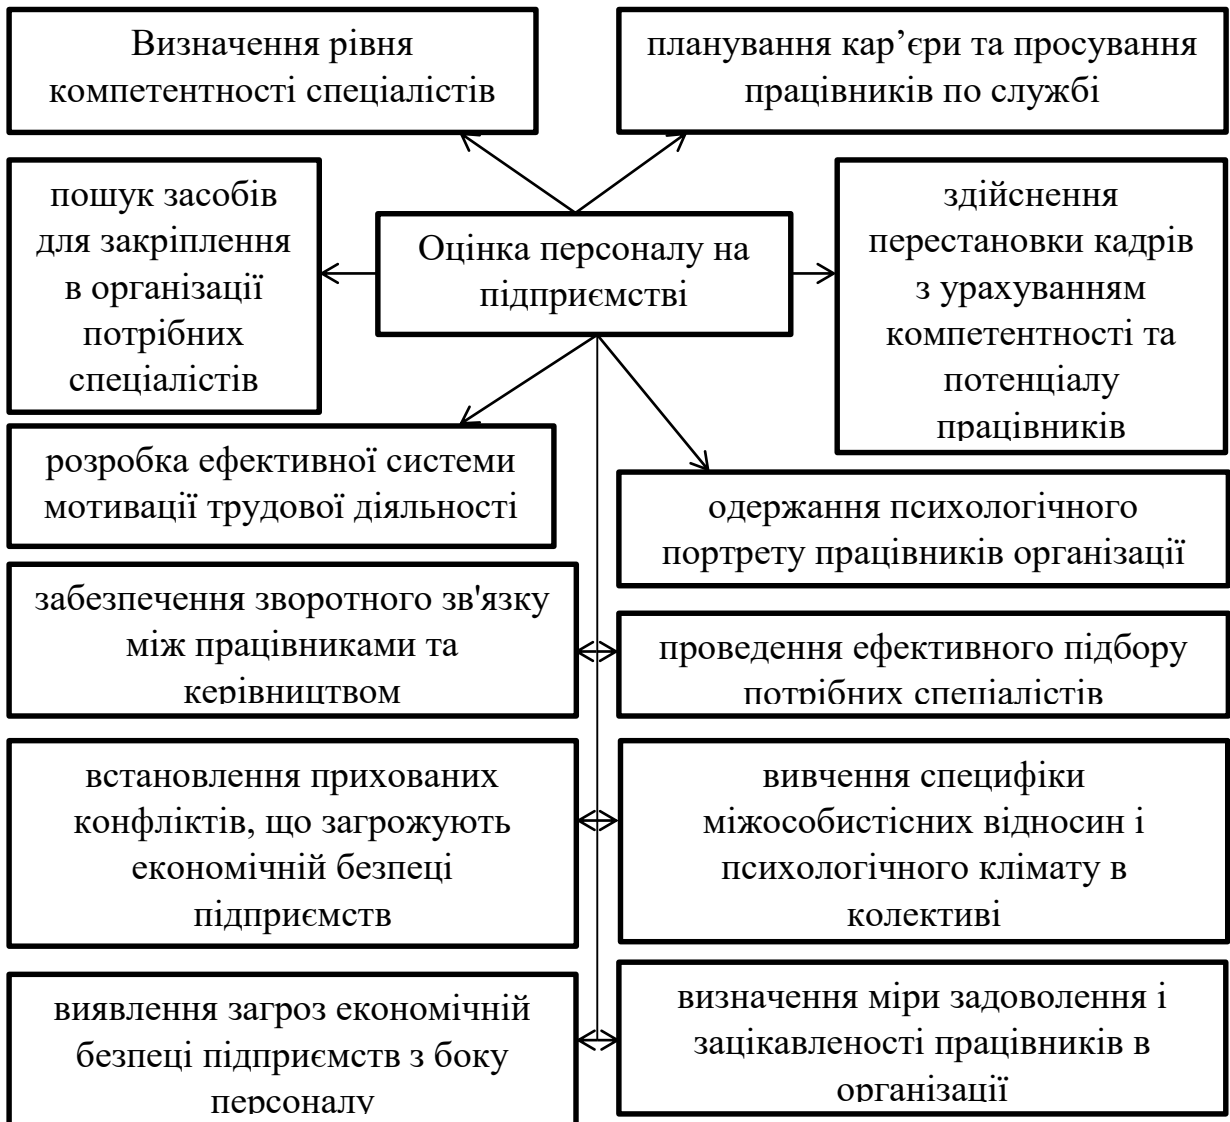 Визначення рівня
компетентності спеціалістів
планування кар’єри та просування
працівників по службі
пошук засобів
для закріплення
в організації
потрібних
спеціалістів
Оцінка персоналу на
підприємстві
здійснення
перестановки кадрів
з урахуванням
компетентності та
потенціалу
працівників
розробка ефективної системи
мотивації трудової діяльності
одержання психологічного
портрету працівників організації
забезпечення зворотного зв'язку
між працівниками та
керівництвом
проведення ефективного підбору
потрібних спеціалістів
встановлення прихованих
конфліктів, що загрожують
економічній безпеці
підприємств
вивчення специфіки
міжособистісних відносин і
психологічного клімату в
колективі
виявлення загроз економічній
безпеці підприємств з боку
персоналу
визначення міри задоволення і
зацікавленості працівників в
організації